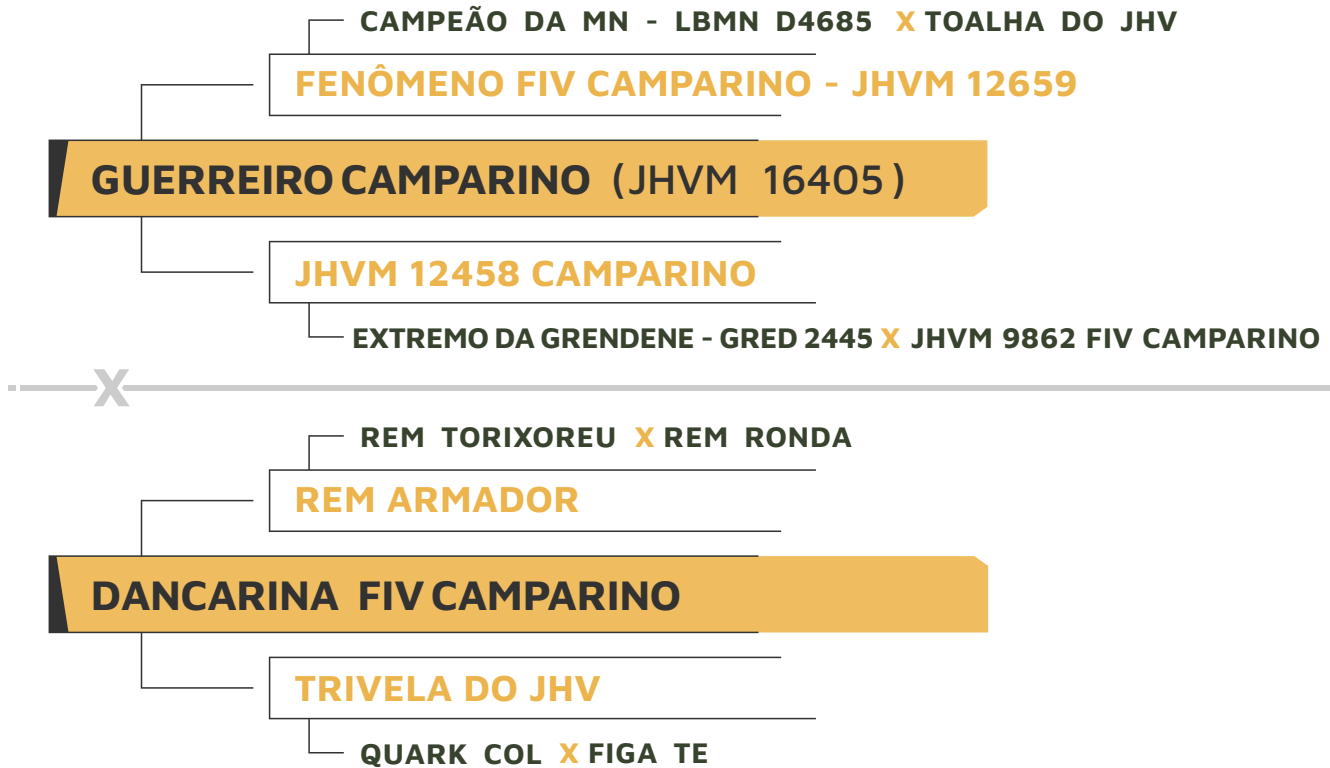 CAMPEÃO DA MN - LBMN D4685 X TOALHA DO JHV
FENÔMENO FIV CAMPARINO - JHVM 12659
GUERREIRO CAMPARINO (JHVM 16405)
JHVM 12458 CAMPARINO
EXTREMO DA GRENDENE - GRED 2445 X JHVM 9862 FIV CAMPARINO
X
REM TORIXOREU X REM RONDA
REM ARMADOR
DANCARINA FIV CAMPARINO
TRIVELA DO JHV
QUARK COL X FIGA TE